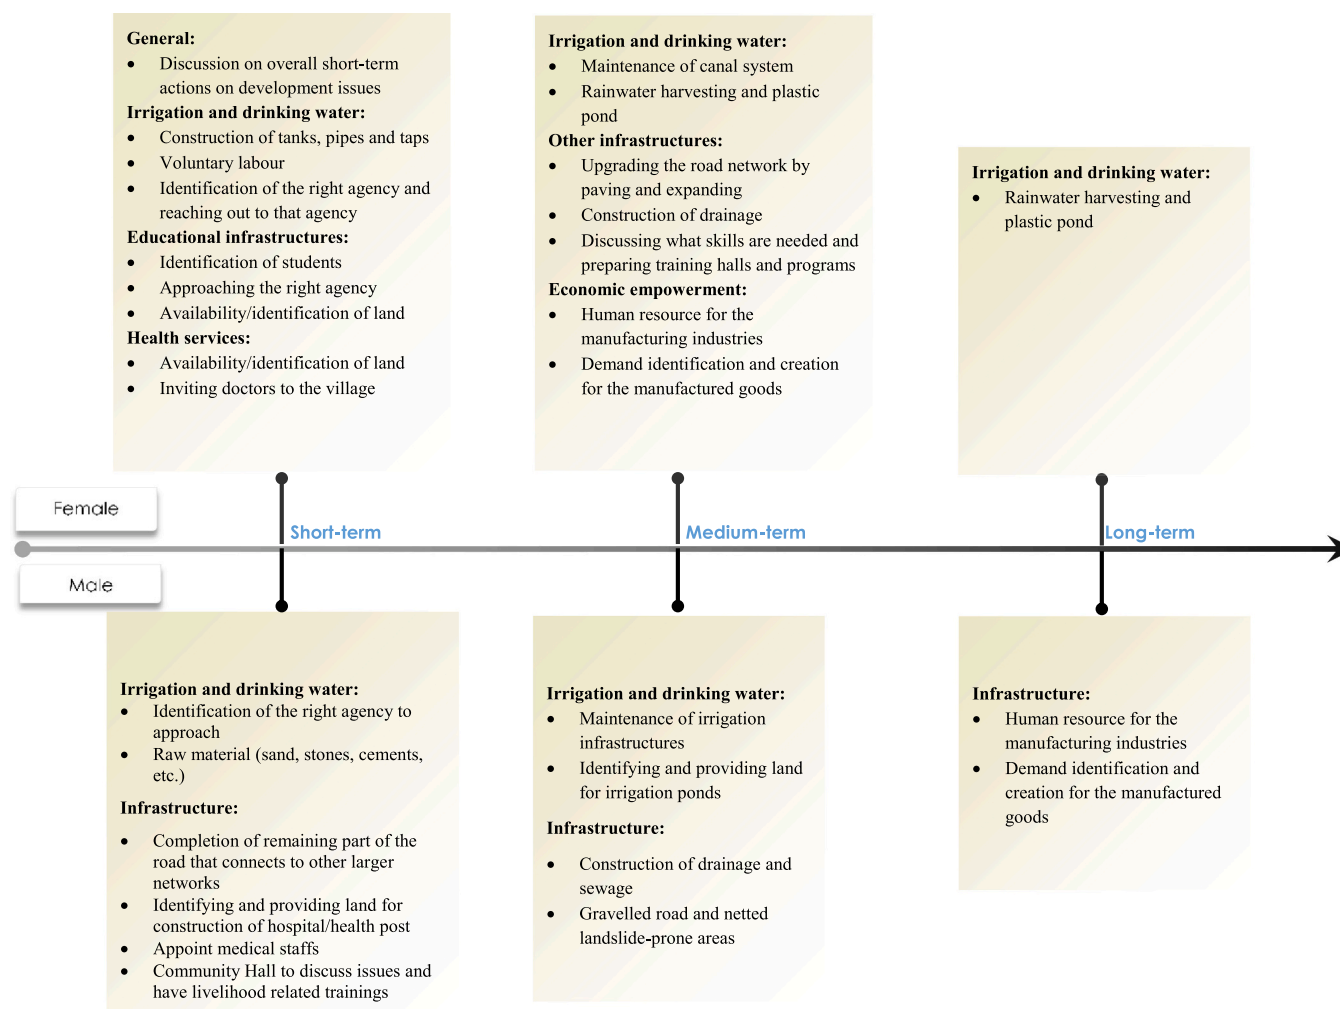 General:
• Discussion on overall short-term
actions on development issues
Irrigation and drinking water:
• Construction of tanks, pipes and taps
• Voluntary labour
• Identification of the right agency and
reaching out to that agency
Educational infrastructures:
• Identification of students
• Approaching the right agency
• Availability/identification of land
Health services:
• Availability/identification of land
• Inviting doctors to the village
Irrigation and drinking water:
• Maintenance of canal system
• Rainwater harvesting and plastic
pond
Other infrastructures:
• Upgrading the road network by
paving and expanding
• Construction of drainage
• Discussing what skills are needed and
preparing training halls and programs
Economic empowerment:
• Human resource for the
manufacturing industries
• Demand identification and creation
for the manufactured goods
Irrigation and drinking water:
• Rainwater harvesting and
plastic pond
Female
Short-term
Medium-term
Long-term
Male
Irrigation and drinking water:
• Identification of the right agency to
approach
• Raw material (sand, stones, cements,
etc.)
Infrastructure:
• Completion of remaining part of the
road that connects to other larger
networks
• Identifying and providing land for
construction of hospital/health post
• Appoint medical staffs
• Community Hall to discuss issues and
have livelihood related trainings
Irrigation and drinking water:
• Maintenance of irrigation
infrastructures
• Identifying and providing land
for irrigation ponds
Infrastructure:
• Construction of drainage and
sewage
• Gravelled road and netted
landslide-prone areas
Infrastructure:
• Human resource for the
manufacturing industries
• Demand identification and
creation for the manufactured
goods